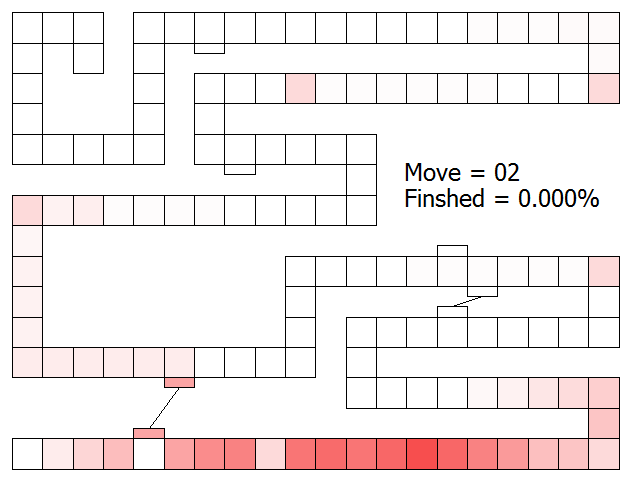 Move = 02
Finshed = 0.000%